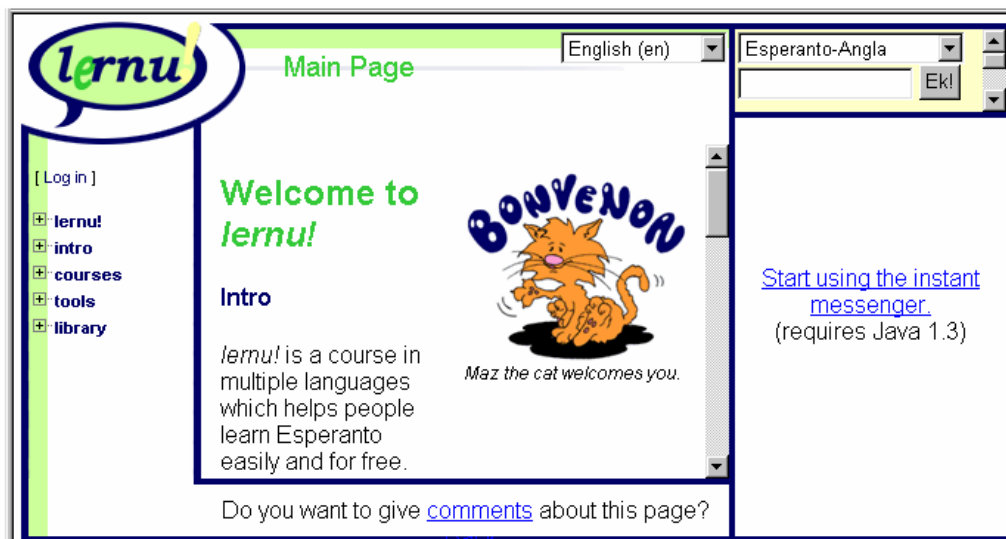 lernu!
Main Page
English (en)
Esperanto-Angla
Ek!
[ Log in ]
lernu!
intro
courses
tools
library
Welcome to
lernu!
Intro
lernu! is a course in
multiple languages
which helps people
learn Esperanto
easily and for free.
BONVENON
Maz the cat welcomes you.
Start using the instant
messenger.
(requires Java 1.3)
Do you want to give comments about this page?